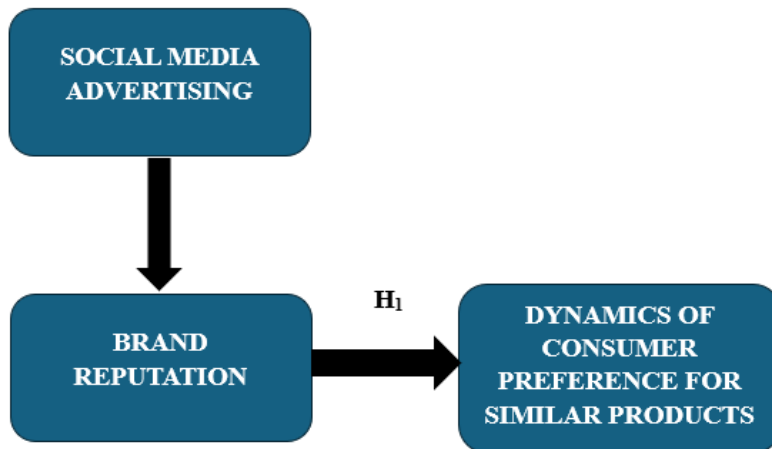 SOCIAL MEDIA
ADVERTISING
BRAND
REPUTATION
H₁
DYNAMICS OF
CONSUMER
PREFERENCE FOR
SIMILAR PRODUCTS